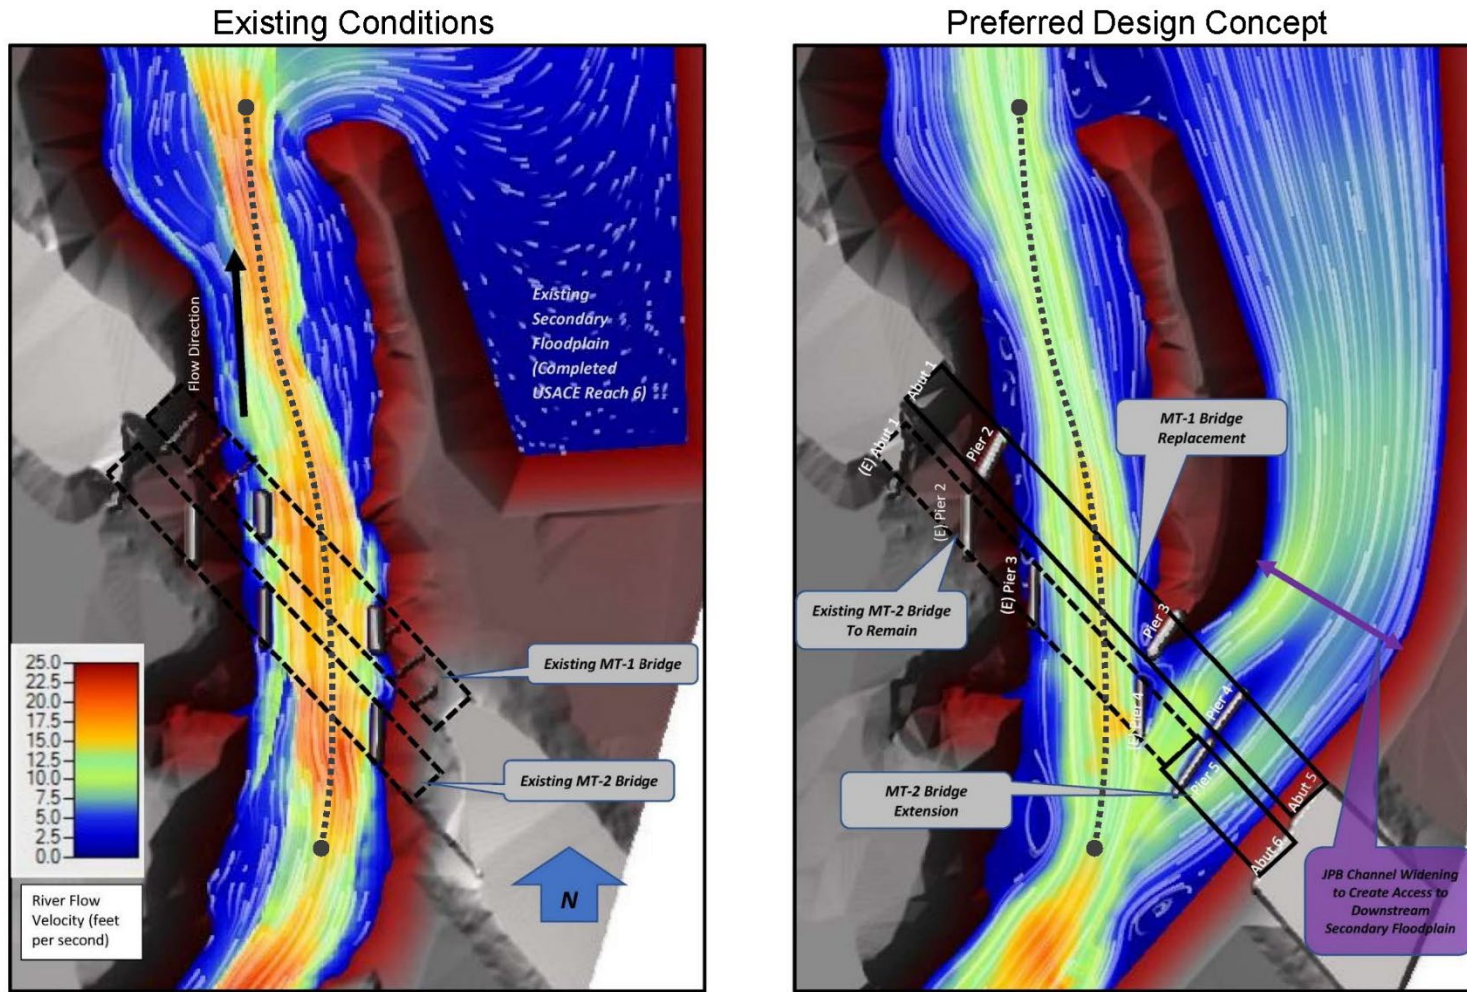 Existing Conditions
Preferred Design Concept
Flow Direction
Existing
Secondary
Floodplain
(Completed
USACE Reach 6)
Existing MT-1 Bridge
Existing MT-2 Bridge
25.0
22.5
20.0
17.5
15.0
12.5
10.0
7.5
5.0
2.5
0.0
River Flow
Velocity (feet
per second)
N
Abut 1
(E) Abut 1
Pier 2
(E) Pier 2
(E) Pier 3
Pier 3
(E) Pier 4
Pier 4
Pier 5
Abut 5
Abut 6
MT-1 Bridge
Replacement
Existing MT-2 Bridge
To Remain
MT-2 Bridge
Extension
JPB Channel Widening
to Create Access to
Downstream
Secondary Floodplain